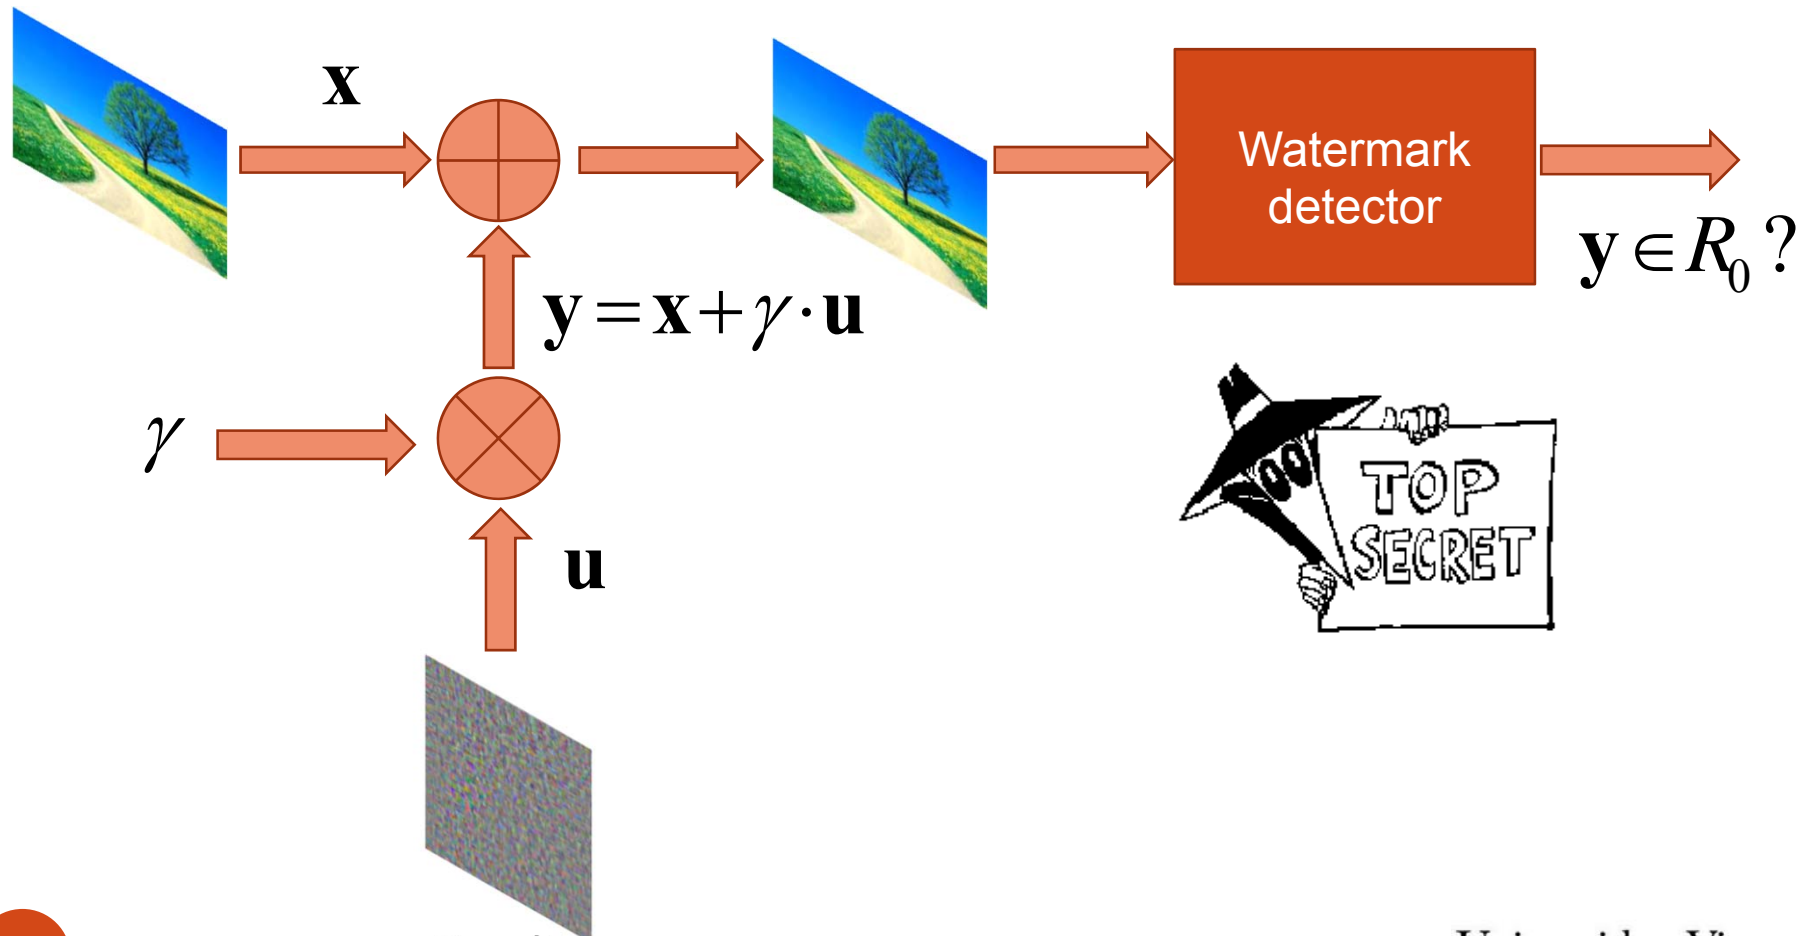 𝐱
Watermark
detector
𝐲 ∈ R₀ ?
𝐲 = 𝐱 + γ · 𝐮
γ
TOP
SECRET
𝐮